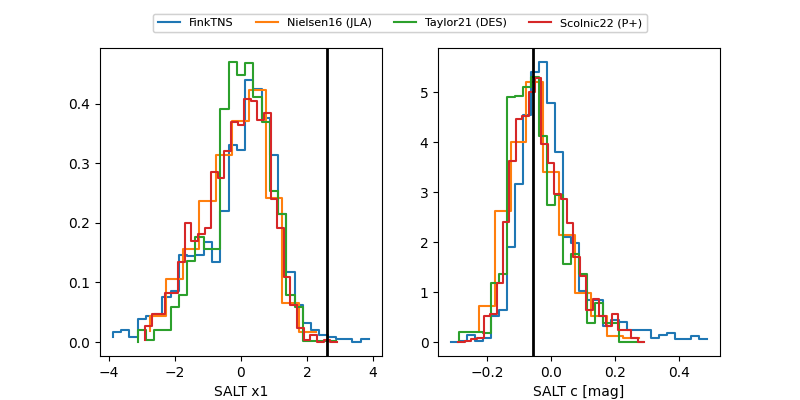 FinkTNS Nielsen16 (JLA) Taylor21 (DES) Scolnic22 (P+)
0.4
0.3
0.2
0.1
0.0
−4 −2 0 2 4
SALT x1
5
4
3
2
1
0
−0.2 0.0 0.2 0.4
SALT c [mag]